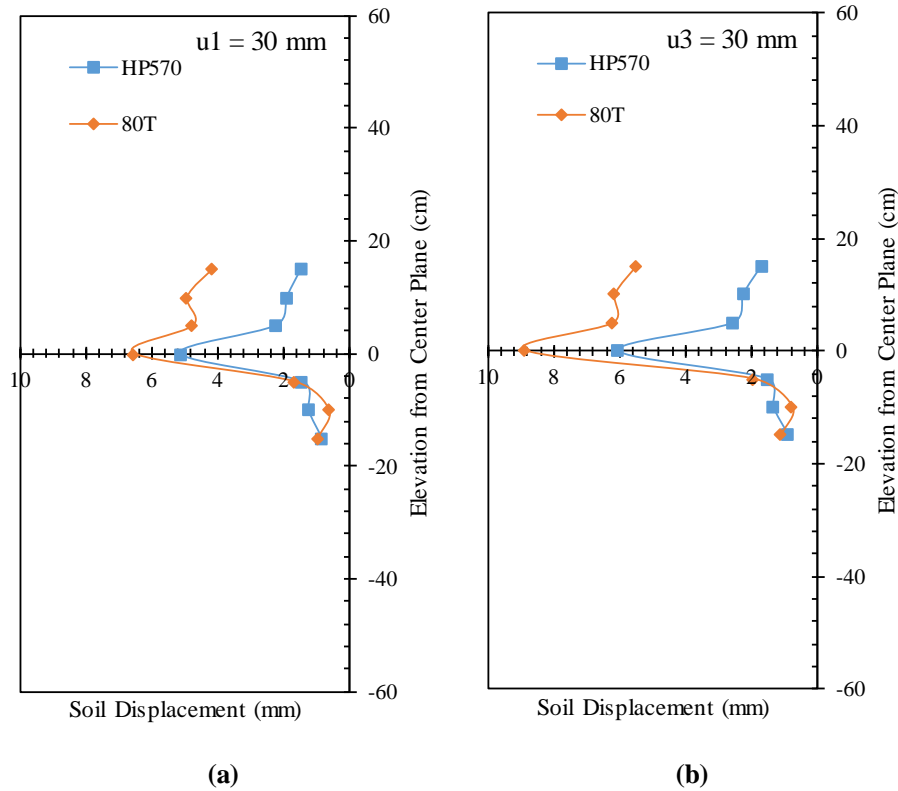 u1 = 30 mm
HP570
80T
60
40
20
0
-20
-40
-60
10
8
6
4
2
0
Elevation from Center Plane (cm)
Soil Displacement (mm)
(a)
u3 = 30 mm
HP570
80T
60
40
20
0
-20
-40
-60
10
8
6
4
2
0
Elevation from Center Plane (cm)
Soil Displacement (mm)
(b)